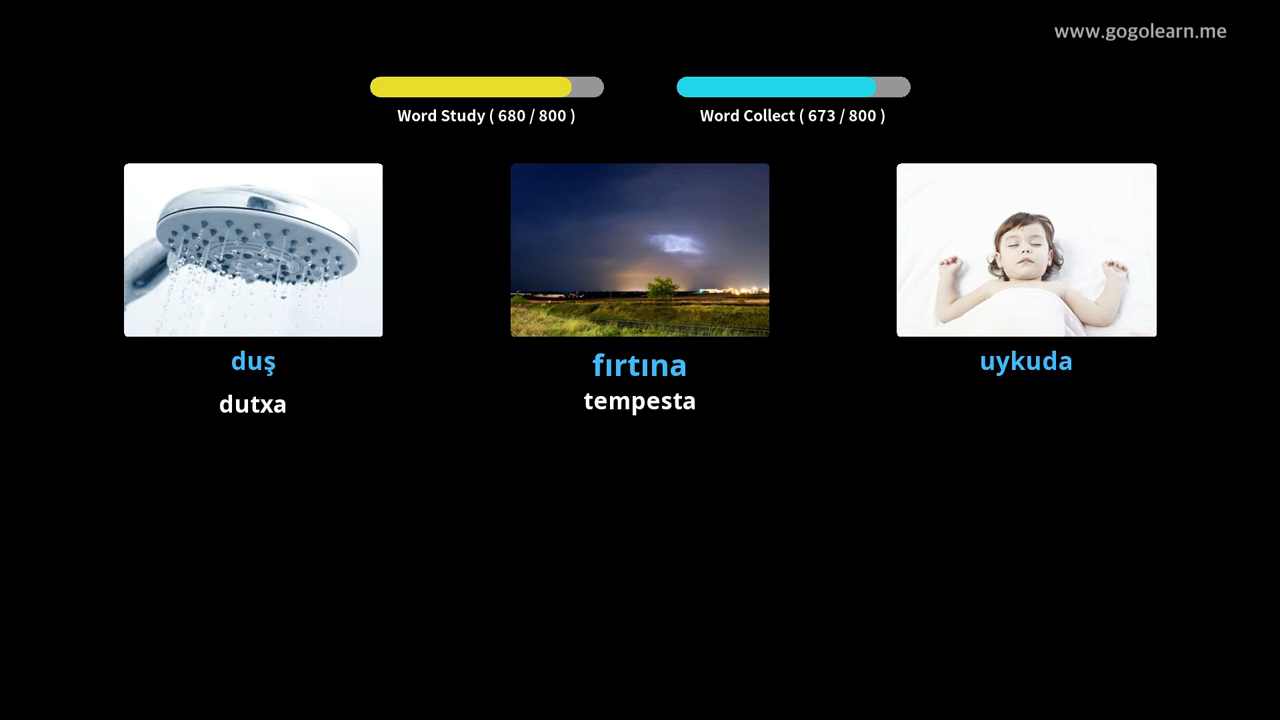 www.gogolearn.me
Word Study ( 680 / 800 )
Word Collect ( 673 / 800 )
duş
fırtına
uykuda
dutxa
tempesta